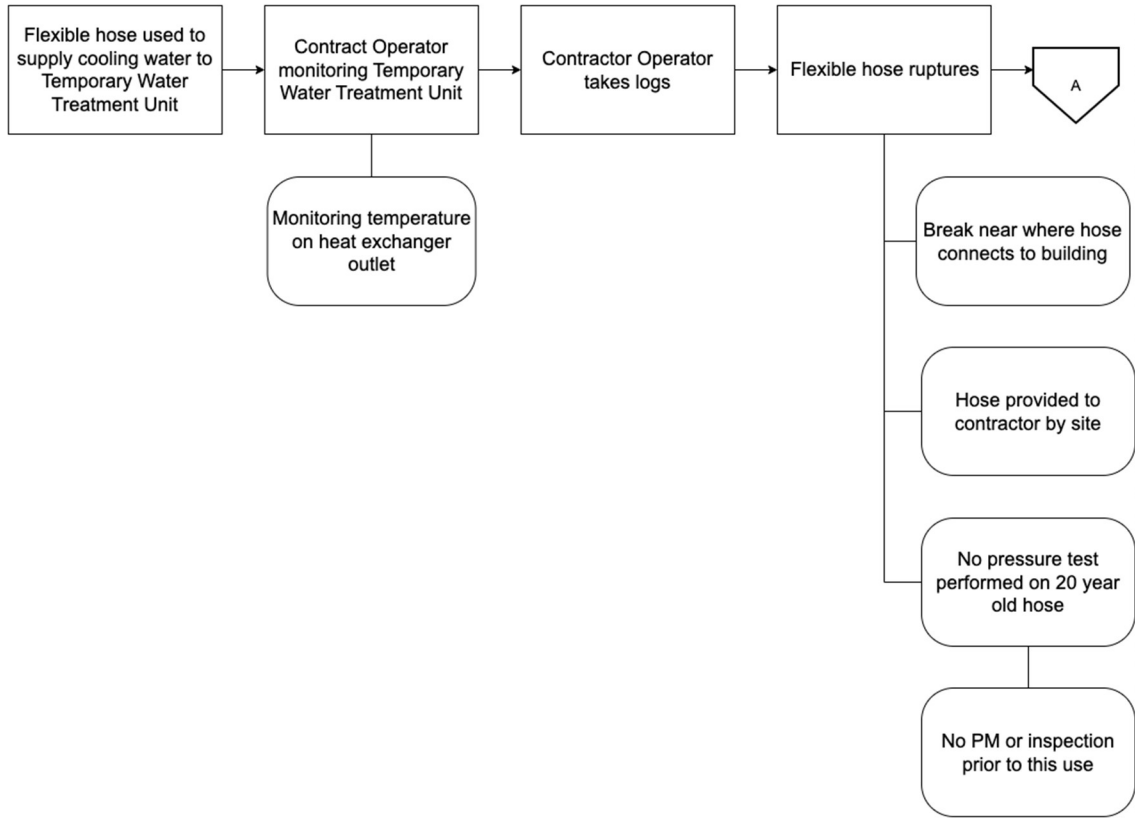 Flexible hose used to
supply cooling water to
Temporary Water
Treatment Unit
Contract Operator
monitoring Temporary
Water Treatment Unit
Contractor Operator
takes logs
Flexible hose ruptures
A
Monitoring temperature
on heat exchanger
outlet
Break near where hose
connects to building
Hose provided to
contractor by site
No pressure test
performed on 20 year
old hose
No PM or inspection
prior to this use